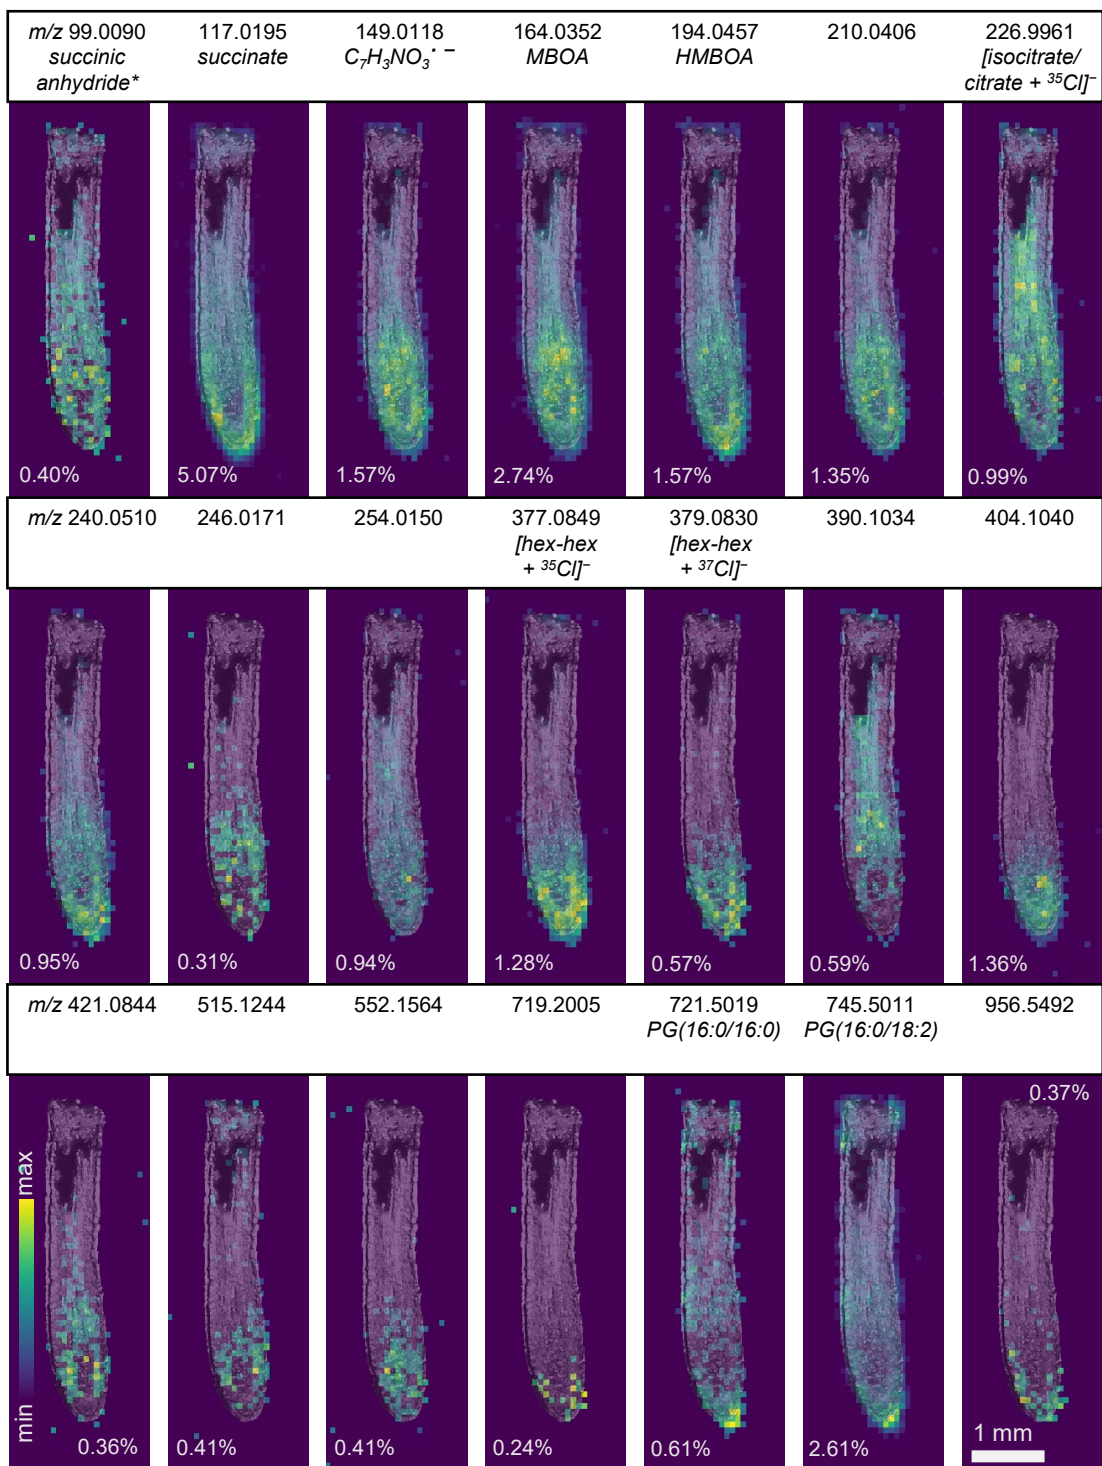 m/z 99.0090 117.0195 149.0118 164.0352 194.0457 210.0406 226.9961
succinic succinate C₇H₃NO₃˙⁻ MBOA HMBOA [isocitrate/
anhydride* citrate + ³⁵Cl]⁻
0.40% 5.07% 1.57% 2.74% 1.57% 1.35% 0.99%
m/z 240.0510 246.0171 254.0150 377.0849 379.0830 390.1034 404.1040
[hex-hex [hex-hex
+ ³⁵Cl]⁻ + ³⁷Cl]⁻
0.95% 0.31% 0.94% 1.28% 0.57% 0.59% 1.36%
m/z 421.0844 515.1244 552.1564 719.2005 721.5019 745.5011 956.5492
PG(16:0/16:0) PG(16:0/18:2)
0.37%
max
min
1 mm
0.36% 0.41% 0.41% 0.24% 0.61% 2.61%